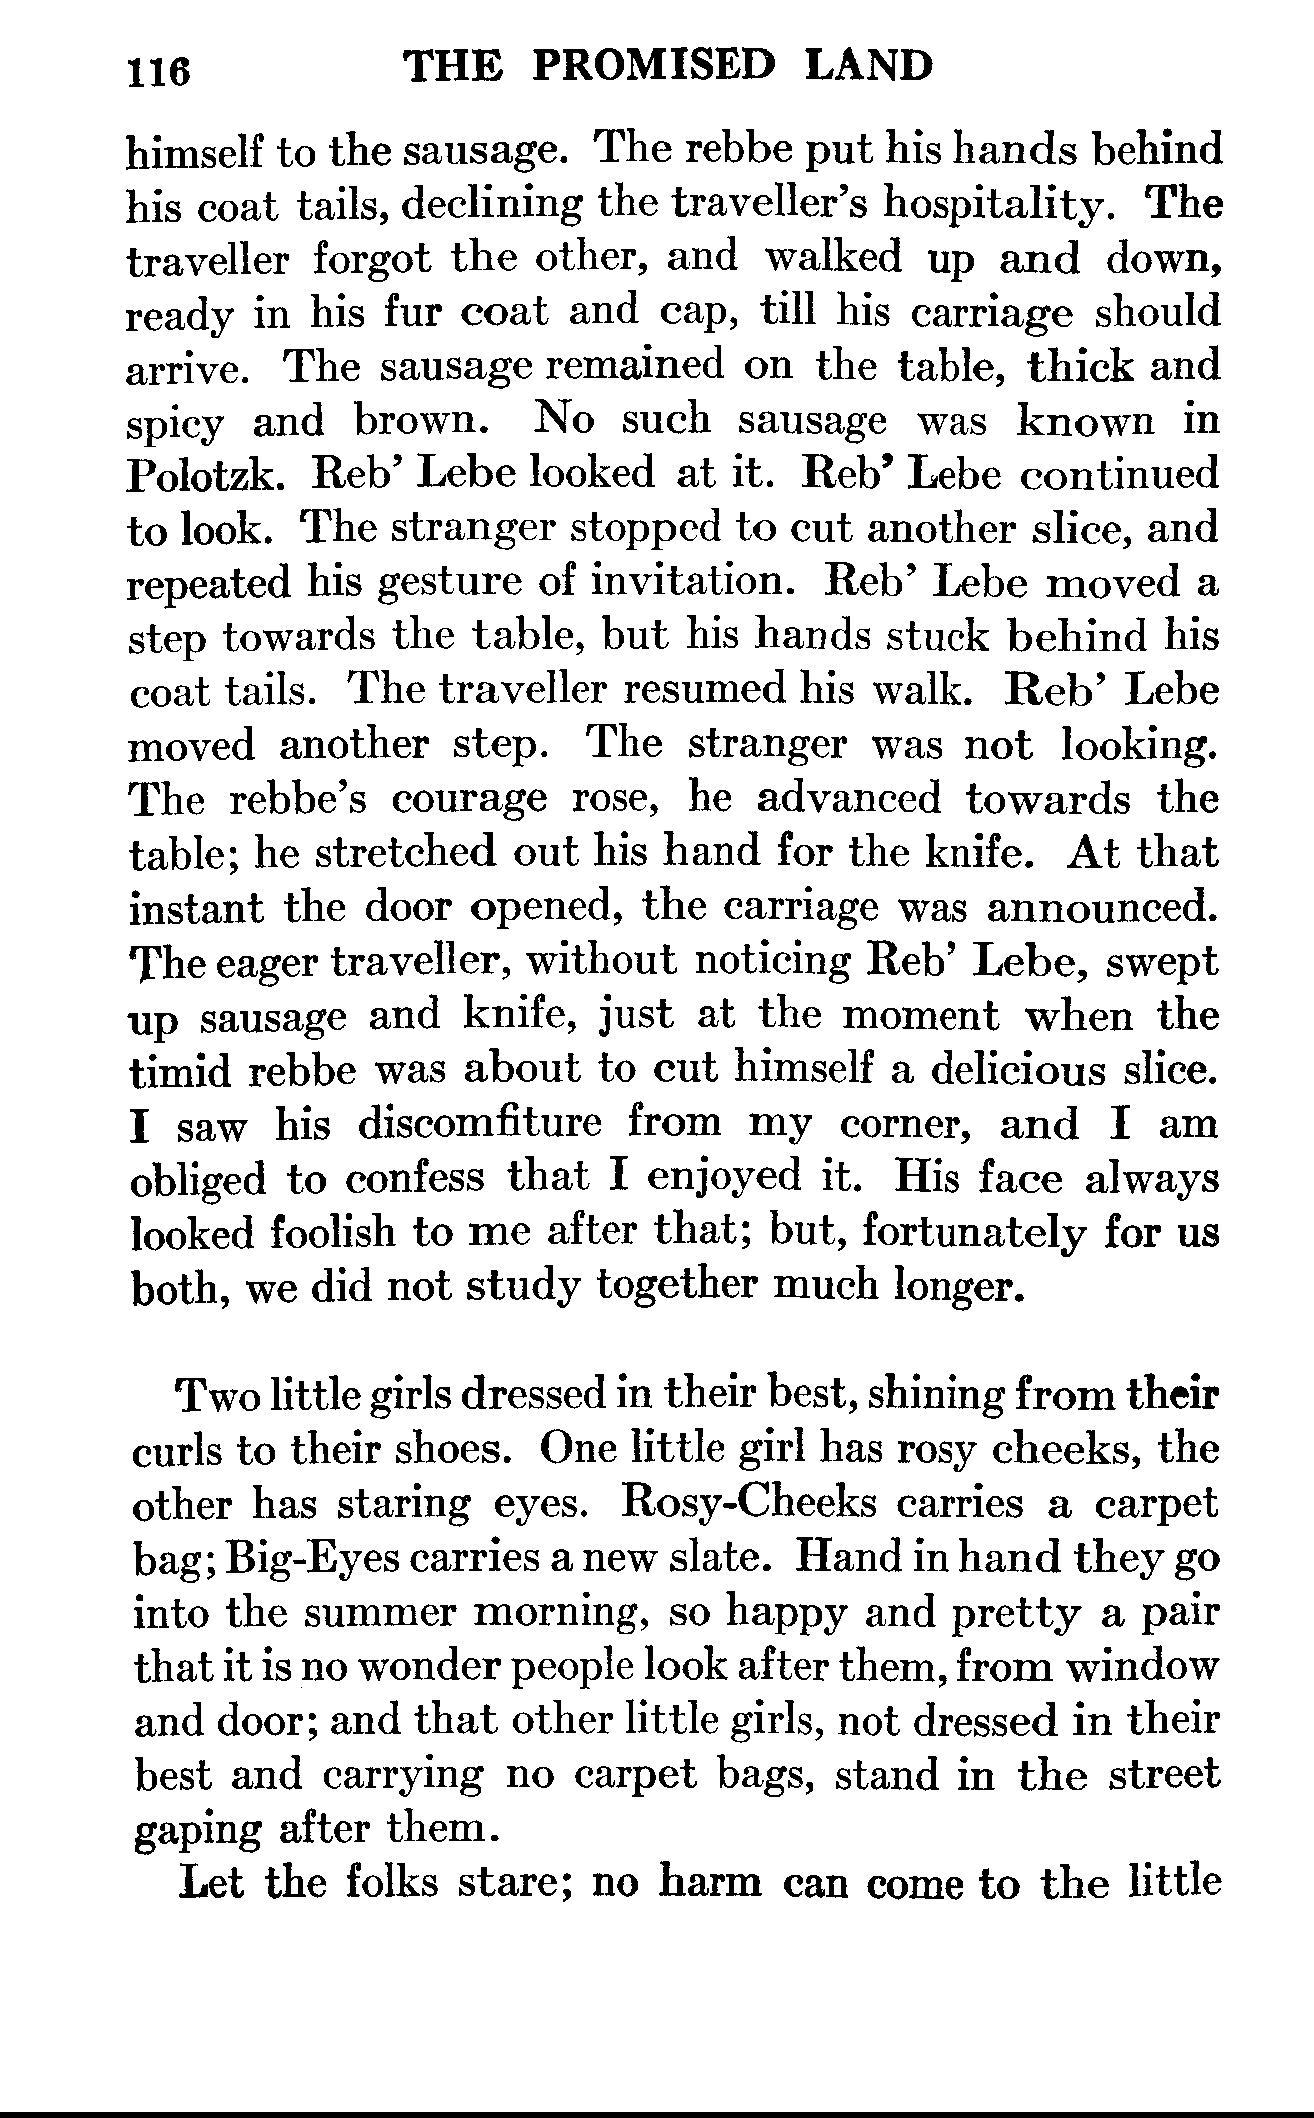 116 THE PROMISED LAND
himself to the sausage. The rebbe put his hands behind
his coat tails, declining the traveller's hospitality. The
traveller forgot the other, and walked up and down,
ready in his fur coat and cap, till his carriage should
arrive. The sausage remained on the table, thick and
spicy and brown. No such sausage was known in
Polotzk. Reb' Lebe looked at it. Reb' Lebe continued
to look. The stranger stopped to cut another slice, and
repeated his gesture of invitation. Reb' Lebe moved a
step towards the table, but his hands stuck behind his
coat tails. The traveller resumed his walk. Reb' Lebe
moved another step. The stranger was not looking.
The rebbe's courage rose, he advanced towards the
table; he stretched out his hand for the knife. At that
instant the door opened, the carriage was announced.
The eager traveller, without noticing Reb' Lebe, swept
up sausage and knife, just at the moment when the
timid rebbe was about to cut himself a delicious slice.
I saw his discomfiture from my corner, and I am
obliged to confess that I enjoyed it. His face always
looked foolish to me after that; but, fortunately for us
both, we did not study together much longer.
Two little girls dressed in their best, shining from their
curls to their shoes. One little girl has rosy cheeks, the
other has staring eyes. Rosy-Cheeks carries a carpet
bag; Big-Eyes carries a new slate. Hand in hand they go
into the summer morning, so happy and pretty a pair
that it is no wonder people look after them, from window
and door; and that other little girls, not dressed in their
best and carrying no carpet bags, stand in the street
gaping after them.
Let the folks stare; no harm can come to the little